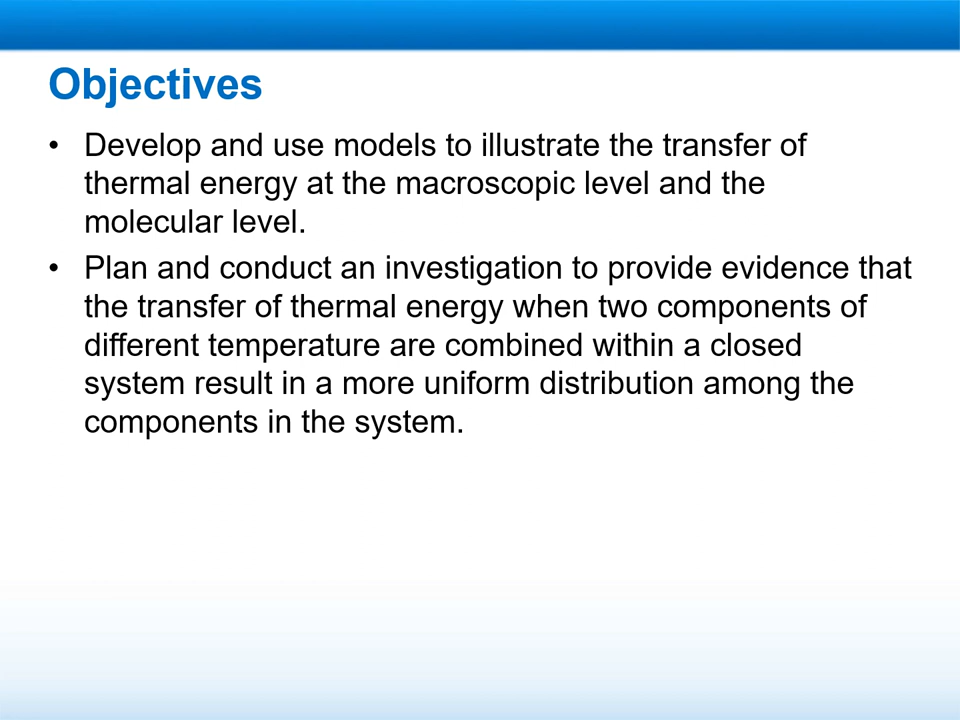 Objectives
• Develop and use models to illustrate the transfer of
thermal energy at the macroscopic level and the
molecular level.
• Plan and conduct an investigation to provide evidence that
the transfer of thermal energy when two components of
different temperature are combined within a closed
system result in a more uniform distribution among the
components in the system.